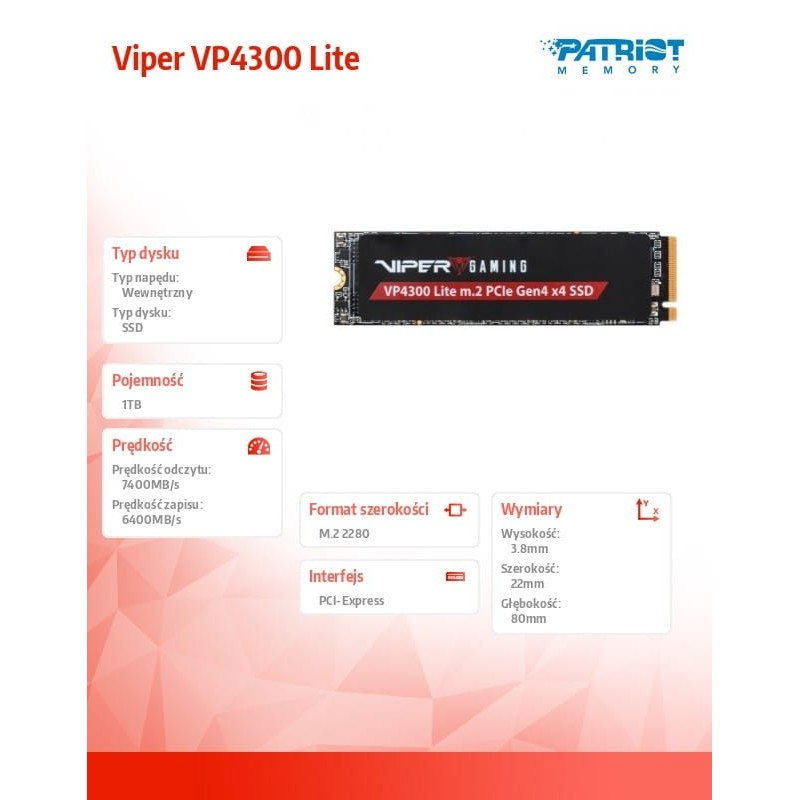 Viper VP4300 Lite
PATRIOT
MEMORY
VIPER GAMING
VP4300 Lite m.2 PCIe Gen4 x4 SSD
Typ dysku
Typ napędu:
Wewnętrzny
Typ dysku:
SSD
Pojemność
1TB
Prędkość
Prędkość odczytu:
7400MB/s
Prędkość zapisu:
6400MB/s
Format szerokości
M.2 2280
Interfejs
PCI-Express
Wymiary
Y
X
Wysokość:
3.8mm
Szerokość:
22mm
Głębokość:
80mm